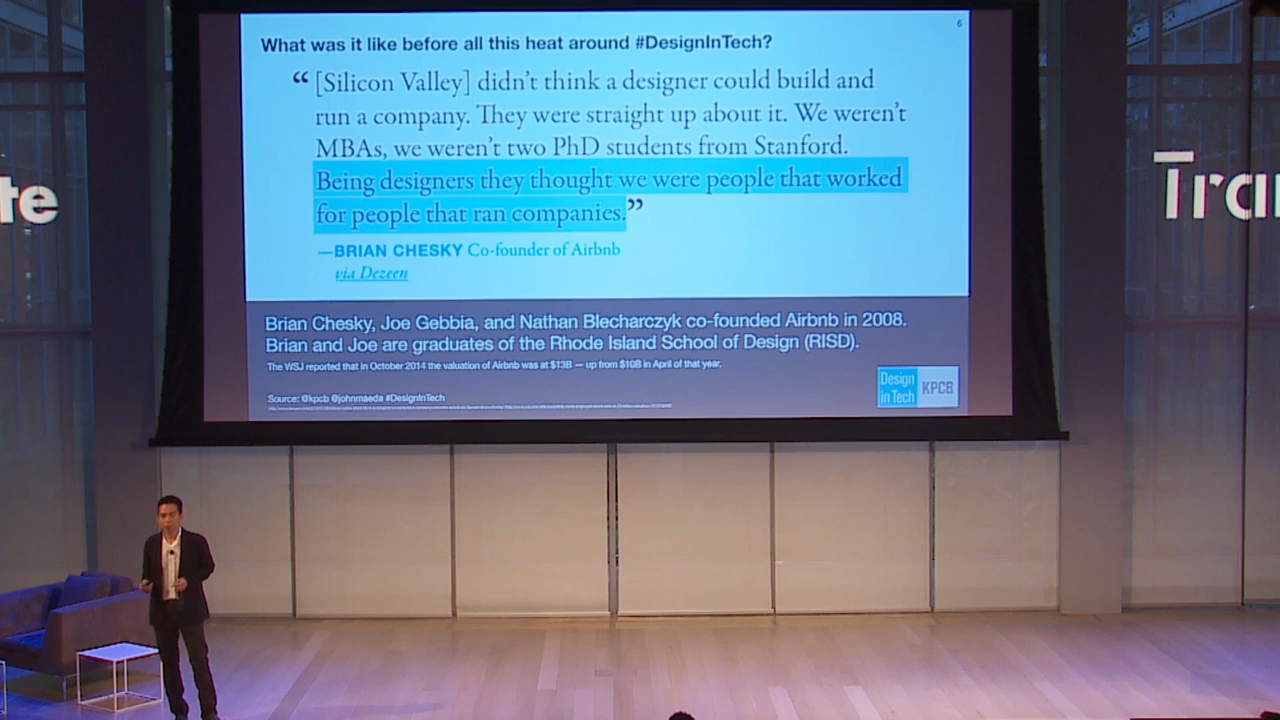 6
What was it like before all this heat around #DesignInTech?
“ [Silicon Valley] didn’t think a designer could build and
run a company. They were straight up about it. We weren’t
MBAs, we weren’t two PhD students from Stanford.
Being designers they thought we were people that worked
for people that ran companies.”
—BRIAN CHESKY Co-founder of Airbnb
via Dezeen
te
Tra
Brian Chesky, Joe Gebbia, and Nathan Blecharczyk co-founded Airbnb in 2008.
Brian and Joe are graduates of the Rhode Island School of Design (RISD).
The WSJ reported that in October 2014 the valuation of Airbnb was at $13B — up from $10B in April of that year.
Design
in Tech
KPCB
Source: @kpcb @johnmaeda #DesignInTech